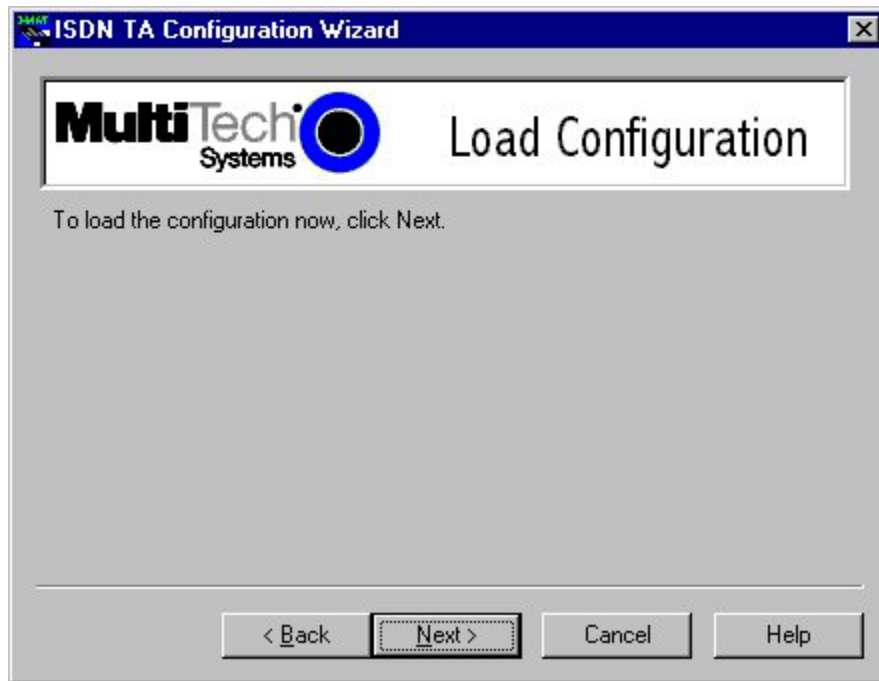 ISDN TA Configuration Wizard
MultiTech
Systems
Load Configuration
To load the configuration now, click Next.
< Back
Next >
Cancel
Help